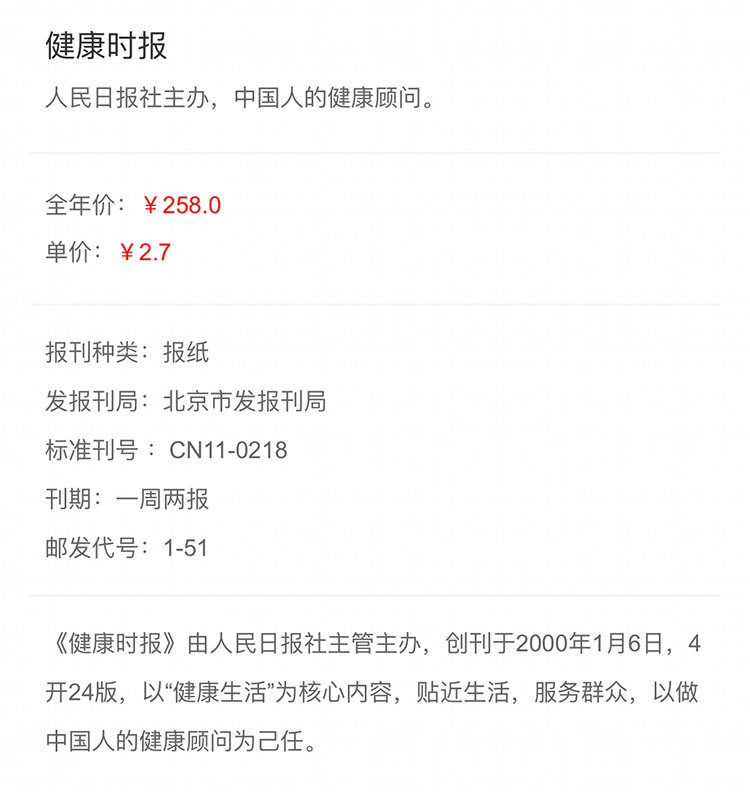 健康时报
人民日报社主办，中国人的健康顾问。
全年价：￥258.0
单价：￥2.7
报刊种类：报纸
发报刊局：北京市发报刊局
标准刊号： CN11-0218
刊期：一周两报
邮发代号：1-51
《健康时报》由人民日报社主管主办，创刊于2000年1月6日，4
开24版，以“健康生活”为核心内容，贴近生活，服务群众，以做
中国人的健康顾问为己任。